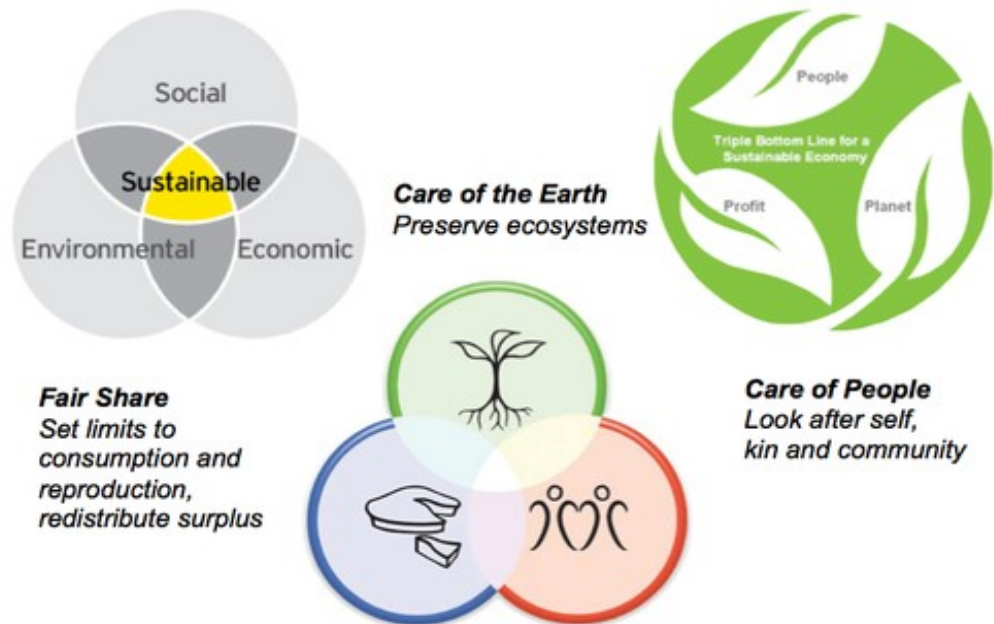 Social
Sustainable
Environmental
Economic
Care of the Earth
Preserve ecosystems
People
Triple Bottom Line for a
Sustainable Economy
Profit
Planet
Fair Share
Set limits to
consumption and
reproduction,
redistribute surplus
Care of People
Look after self,
kin and community